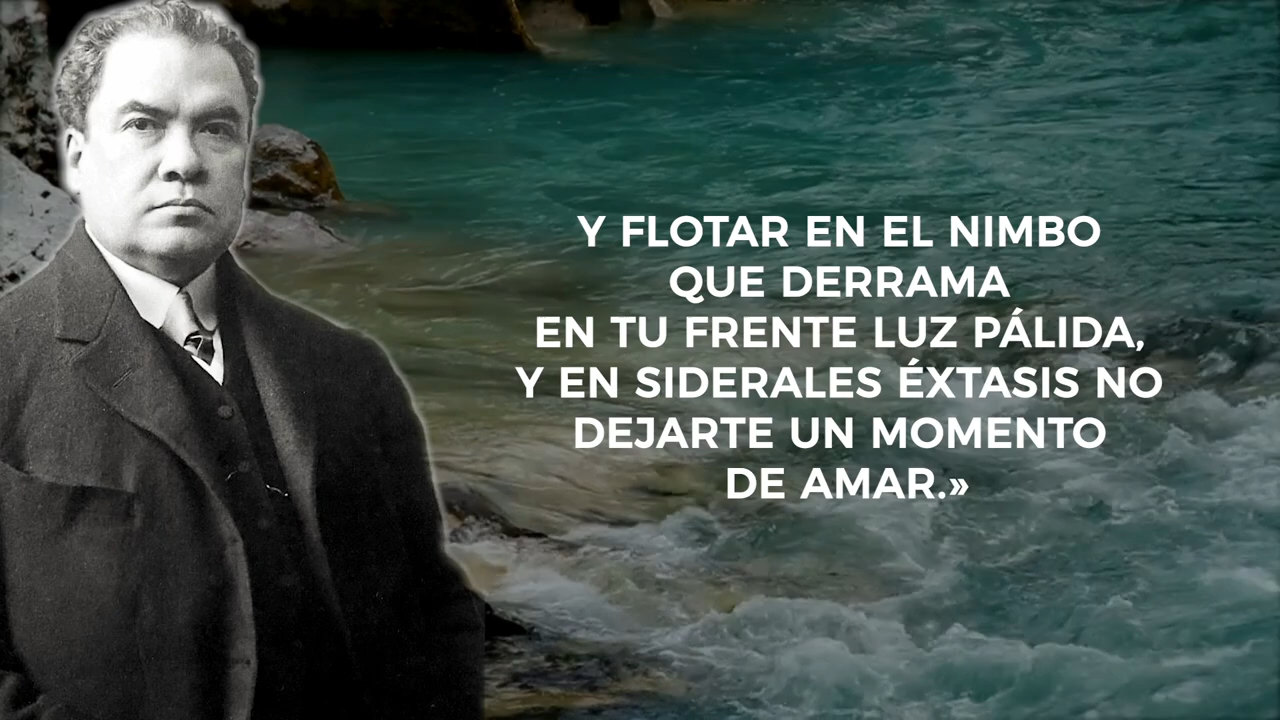 Y FLOTAR EN EL NIMBO
QUE DERRAMA
EN TU FRENTE LUZ PÁLIDA,
Y EN SIDERALES ÉXTASIS NO
DEJARTE UN MOMENTO
DE AMAR.»